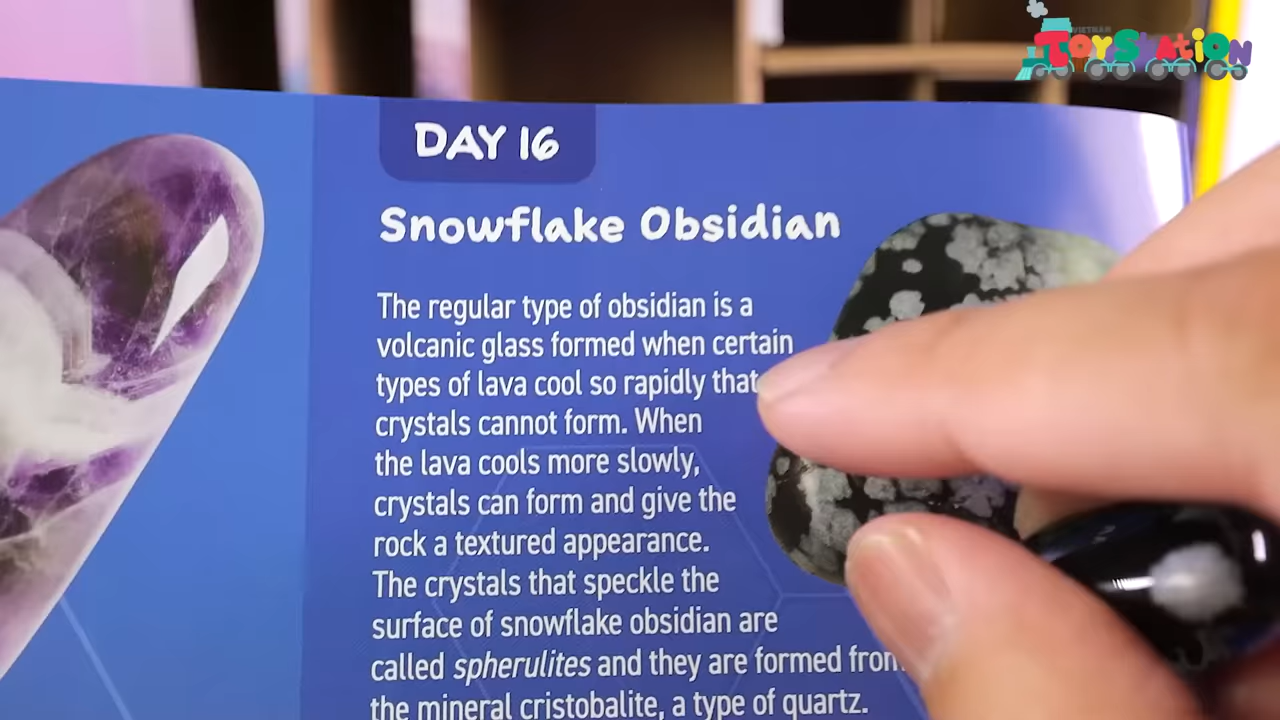 VIETNAM
ToyStation
DAY 16
Snowflake Obsidian
The regular type of obsidian is a
volcanic glass formed when certain
types of lava cool so rapidly that
crystals cannot form. When
the lava cools more slowly,
crystals can form and give the
rock a textured appearance.
The crystals that speckle the
surface of snowflake obsidian are
called spherulites and they are formed from
the mineral cristobalite, a type of quartz.